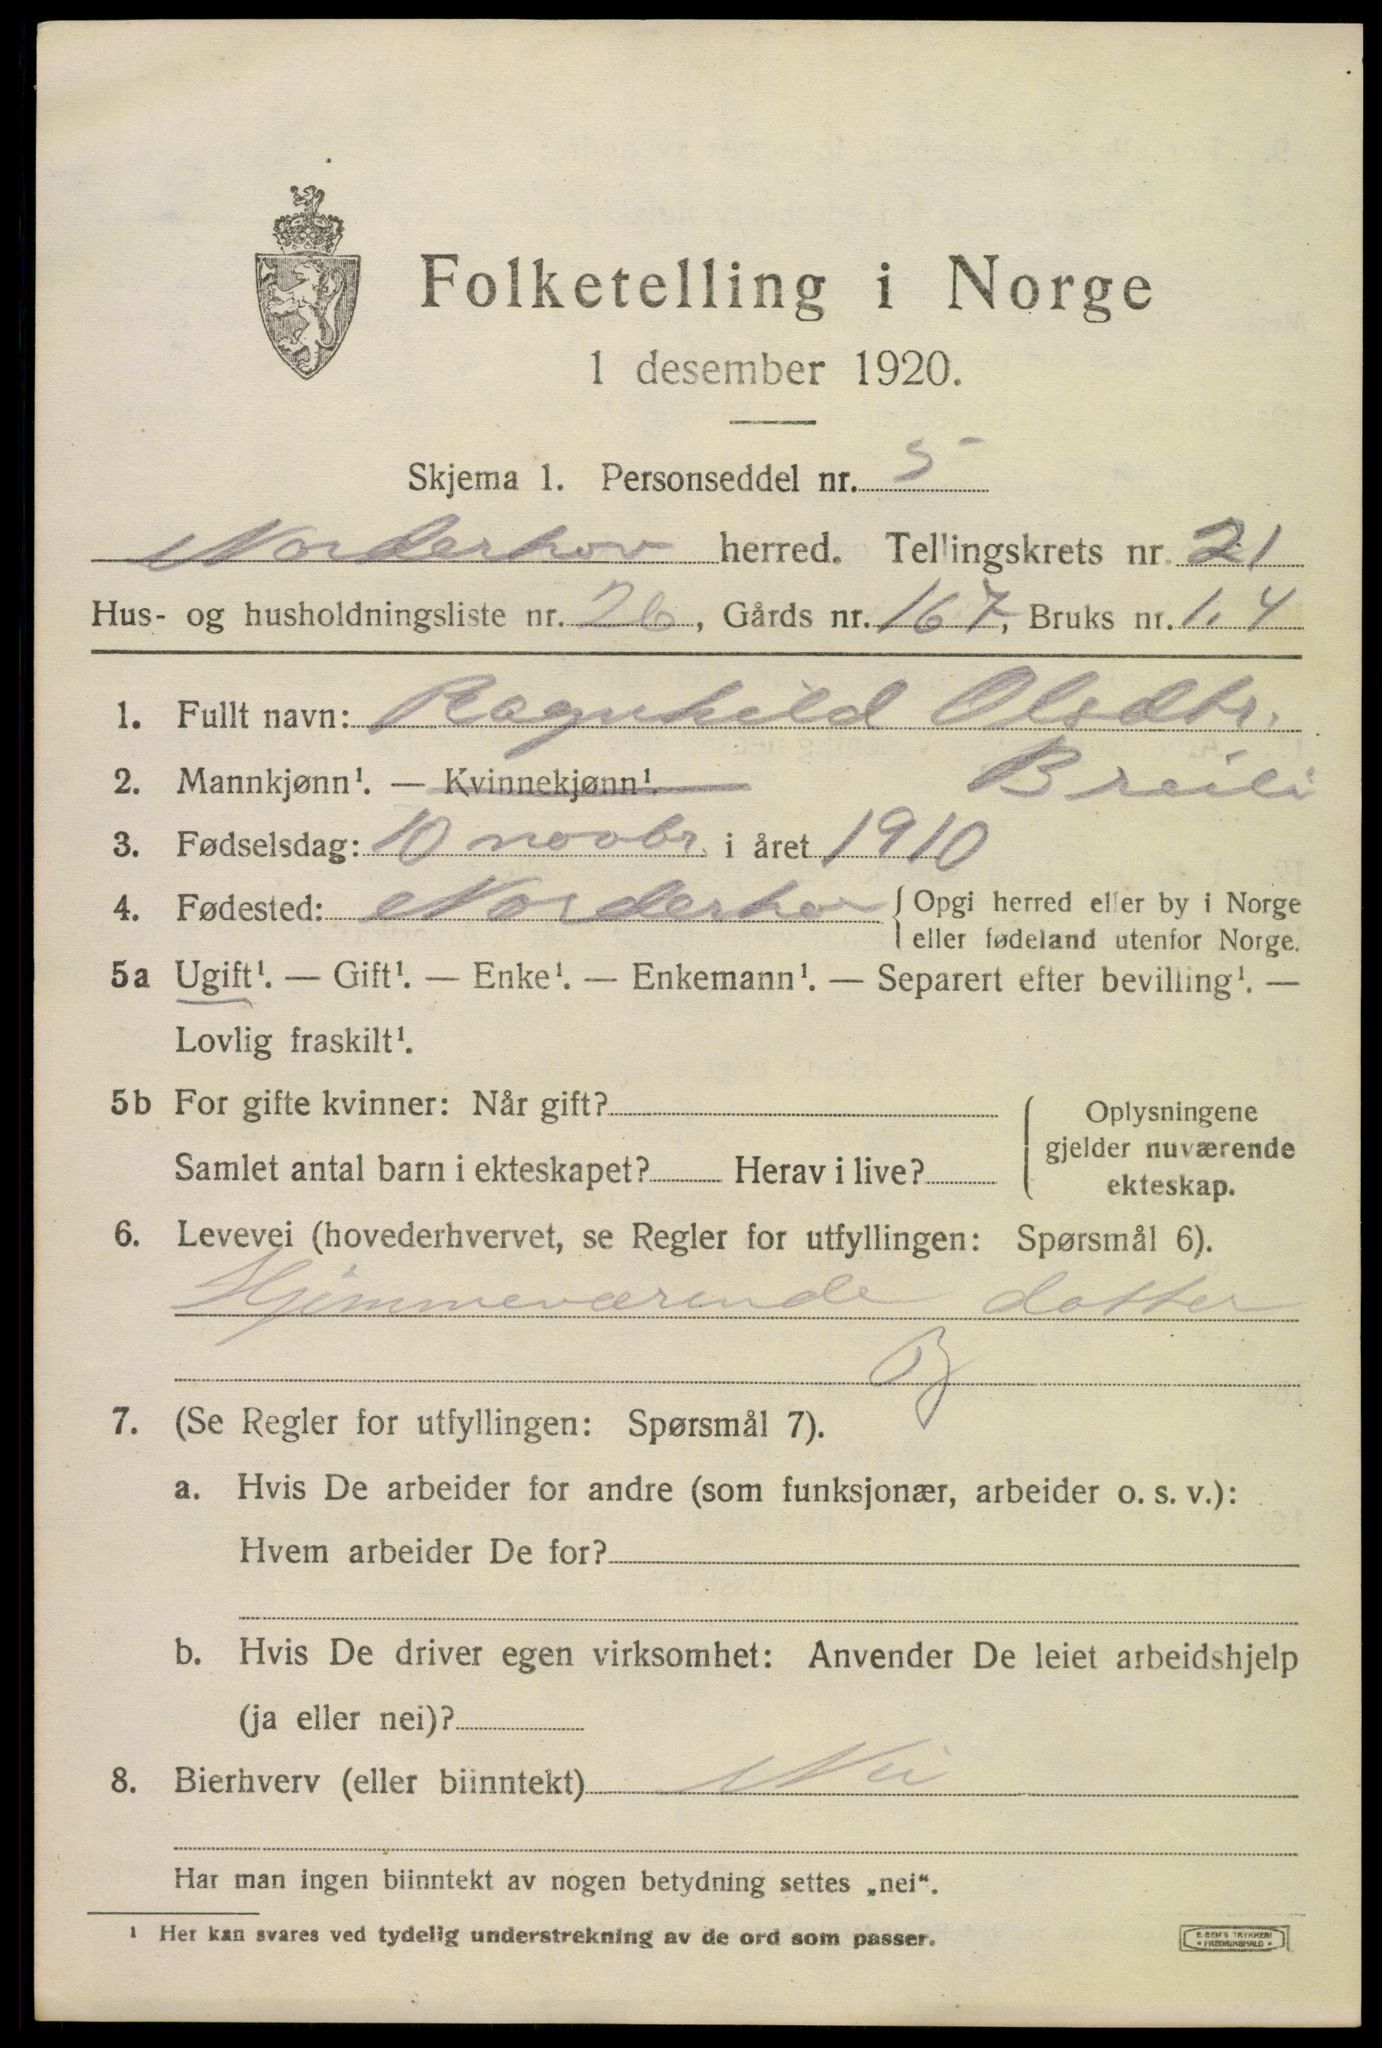 Folketelling i Norge
1 desember 1920.
Skjema 1. Personseddel nr. 5
Norderhov herred. Tellingskrets nr. 21
Hus- og husholdningsliste nr. 26, Gårds nr. 167, Bruks nr. 1,4
1. Fullt navn: Ragnhild Olsdtr.
2. Mannkjønn¹. — Kvinnekjønn¹. Breili
3. Fødselsdag: 10 novbr. i året 1910
4. Fødested: Norderhov { Opgi herred eller by i Norge
eller fødeland utenfor Norge.
5a Ugift¹. — Gift¹. — Enke¹. — Enkemann¹. — Separert efter bevilling¹. —
Lovlig fraskilt¹.
5b For gifte kvinner: Når gift?
Oplysningene
gjelder nuværende
ekteskap.
Samlet antal barn i ekteskapet? Herav i live?
6. Levevei (hovederhvervet, se Regler for utfyllingen: Spørsmål 6).
Hjemmeværende datter
B
7. (Se Regler for utfyllingen: Spørsmål 7).
a. Hvis De arbeider for andre (som funksjonær, arbeider o. s. v.):
Hvem arbeider De for?
b. Hvis De driver egen virksomhet: Anvender De leiet arbeidshjelp
(ja eller nei)?
8. Bierhverv (eller biinntekt) Nei
Har man ingen biinntekt av nogen betydning settes „nei“.
¹ Her kan svares ved tydelig understrekning av de ord som passer.
E. SEM'S TRYKKERI
• FREDRIKSHALD •